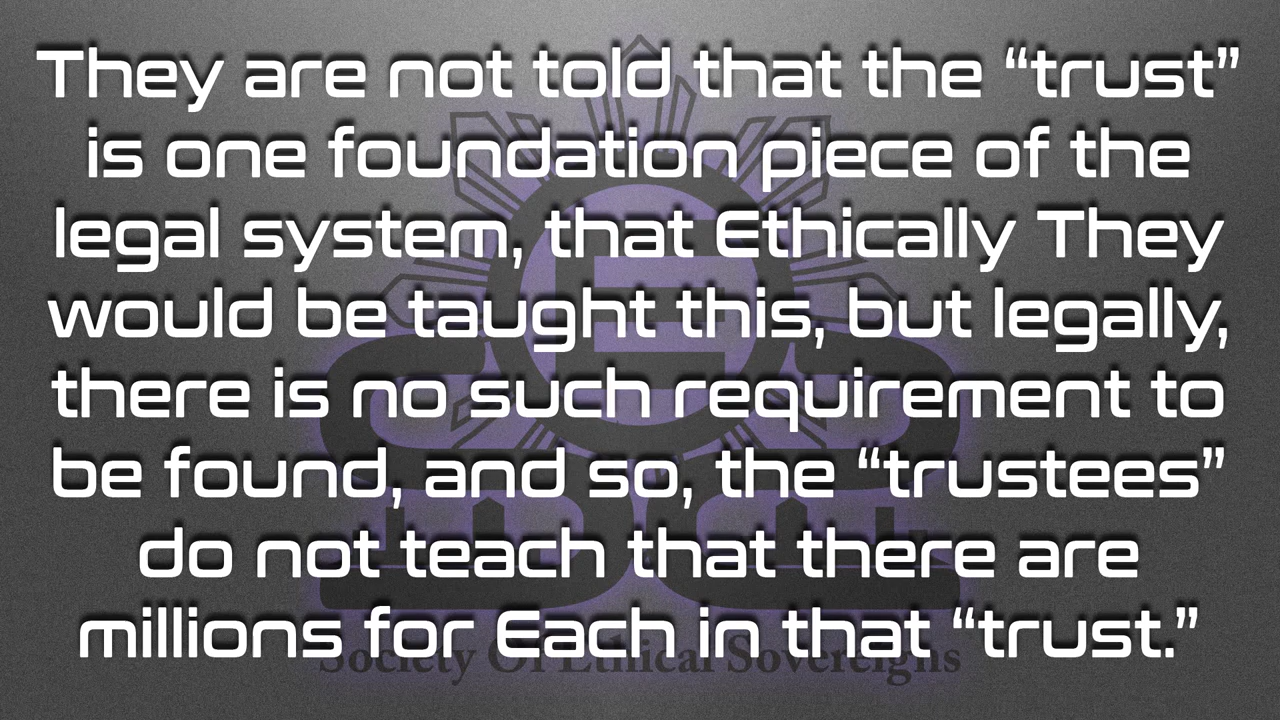 They are not told that the “trust”
is one foundation piece of the
legal system, that Ethically They
would be taught this, but legally,
there is no such requirement to
be found, and so, the “trustees”
do not teach that there are
millions for Each in that “trust.”
Society Of Ethical Sovereigns